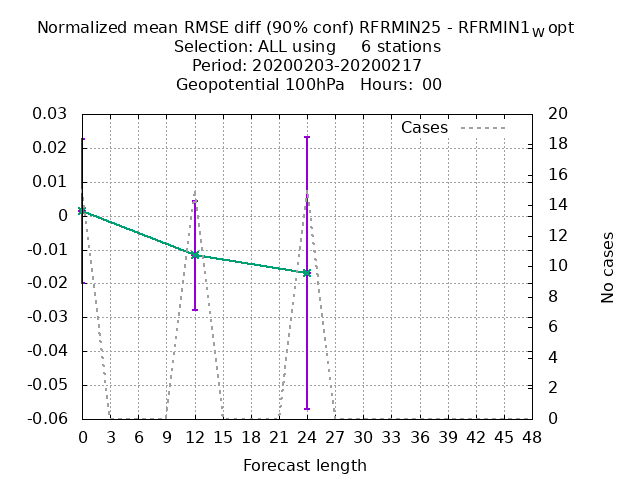 Normalized mean RMSE diff (90% conf) RFRMIN25 - RFRMIN1_W opt
Selection: ALL using 6 stations
Period: 20200203-20200217
Geopotential 100hPa Hours: 00
Cases
0.03
0.02
0.01
0
-0.01
-0.02
-0.03
-0.04
-0.05
-0.06
20
18
16
14
12
10
8
6
4
2
0
No cases
0 3 6 9 12 15 18 21 24 27 30 33 36 39 42 45 48
Forecast length